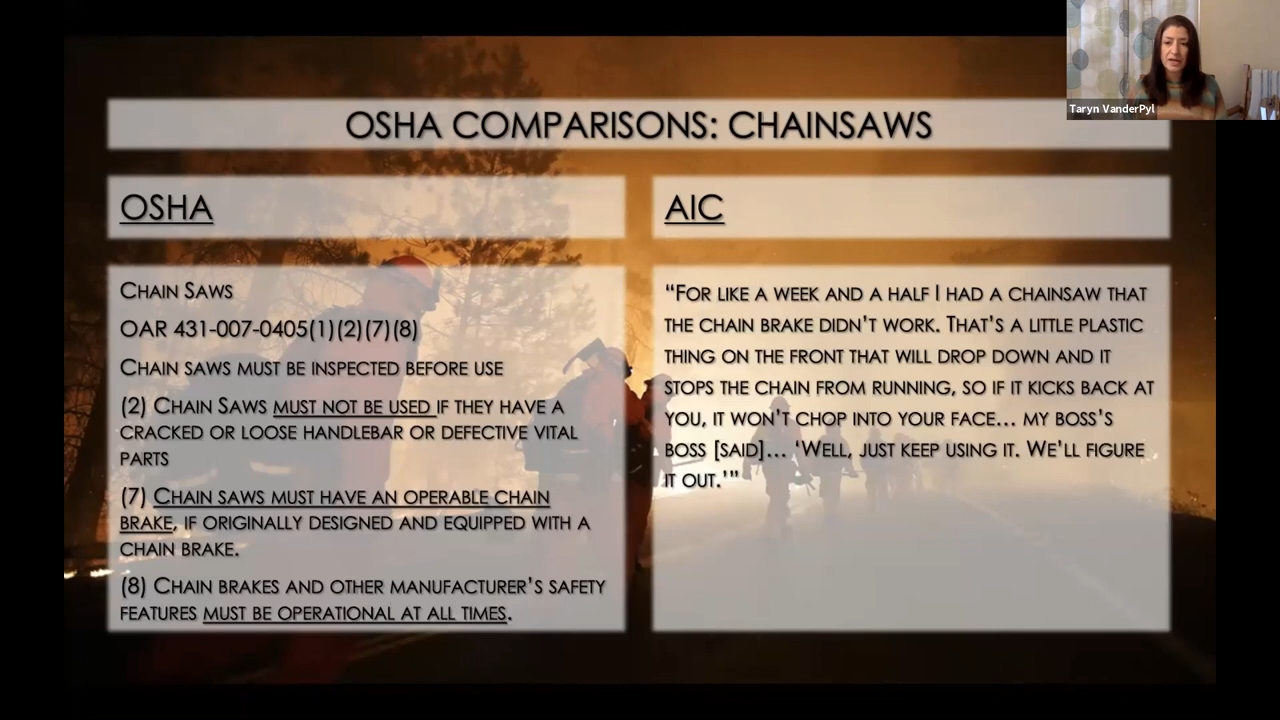 Taryn VanderPyl
OSHA COMPARISONS: CHAINSAWS
OSHA
CHAIN SAWS
OAR 431-007-0405(1)(2)(7)(8)
CHAIN SAWS MUST BE INSPECTED BEFORE USE
(2) CHAIN SAWS MUST NOT BE USED IF THEY HAVE A
CRACKED OR LOOSE HANDLEBAR OR DEFECTIVE VITAL
PARTS
(7) CHAIN SAWS MUST HAVE AN OPERABLE CHAIN
BRAKE, IF ORIGINALLY DESIGNED AND EQUIPPED WITH A
CHAIN BRAKE.
(8) CHAIN BRAKES AND OTHER MANUFACTURER'S SAFETY
FEATURES MUST BE OPERATIONAL AT ALL TIMES.
AIC
“FOR LIKE A WEEK AND A HALF I HAD A CHAINSAW THAT
THE CHAIN BRAKE DIDN'T WORK. THAT'S A LITTLE PLASTIC
THING ON THE FRONT THAT WILL DROP DOWN AND IT
STOPS THE CHAIN FROM RUNNING, SO IF IT KICKS BACK AT
YOU, IT WON'T CHOP INTO YOUR FACE... MY BOSS'S
BOSS [SAID]... 'WELL, JUST KEEP USING IT. WE'LL FIGURE
IT OUT.'”